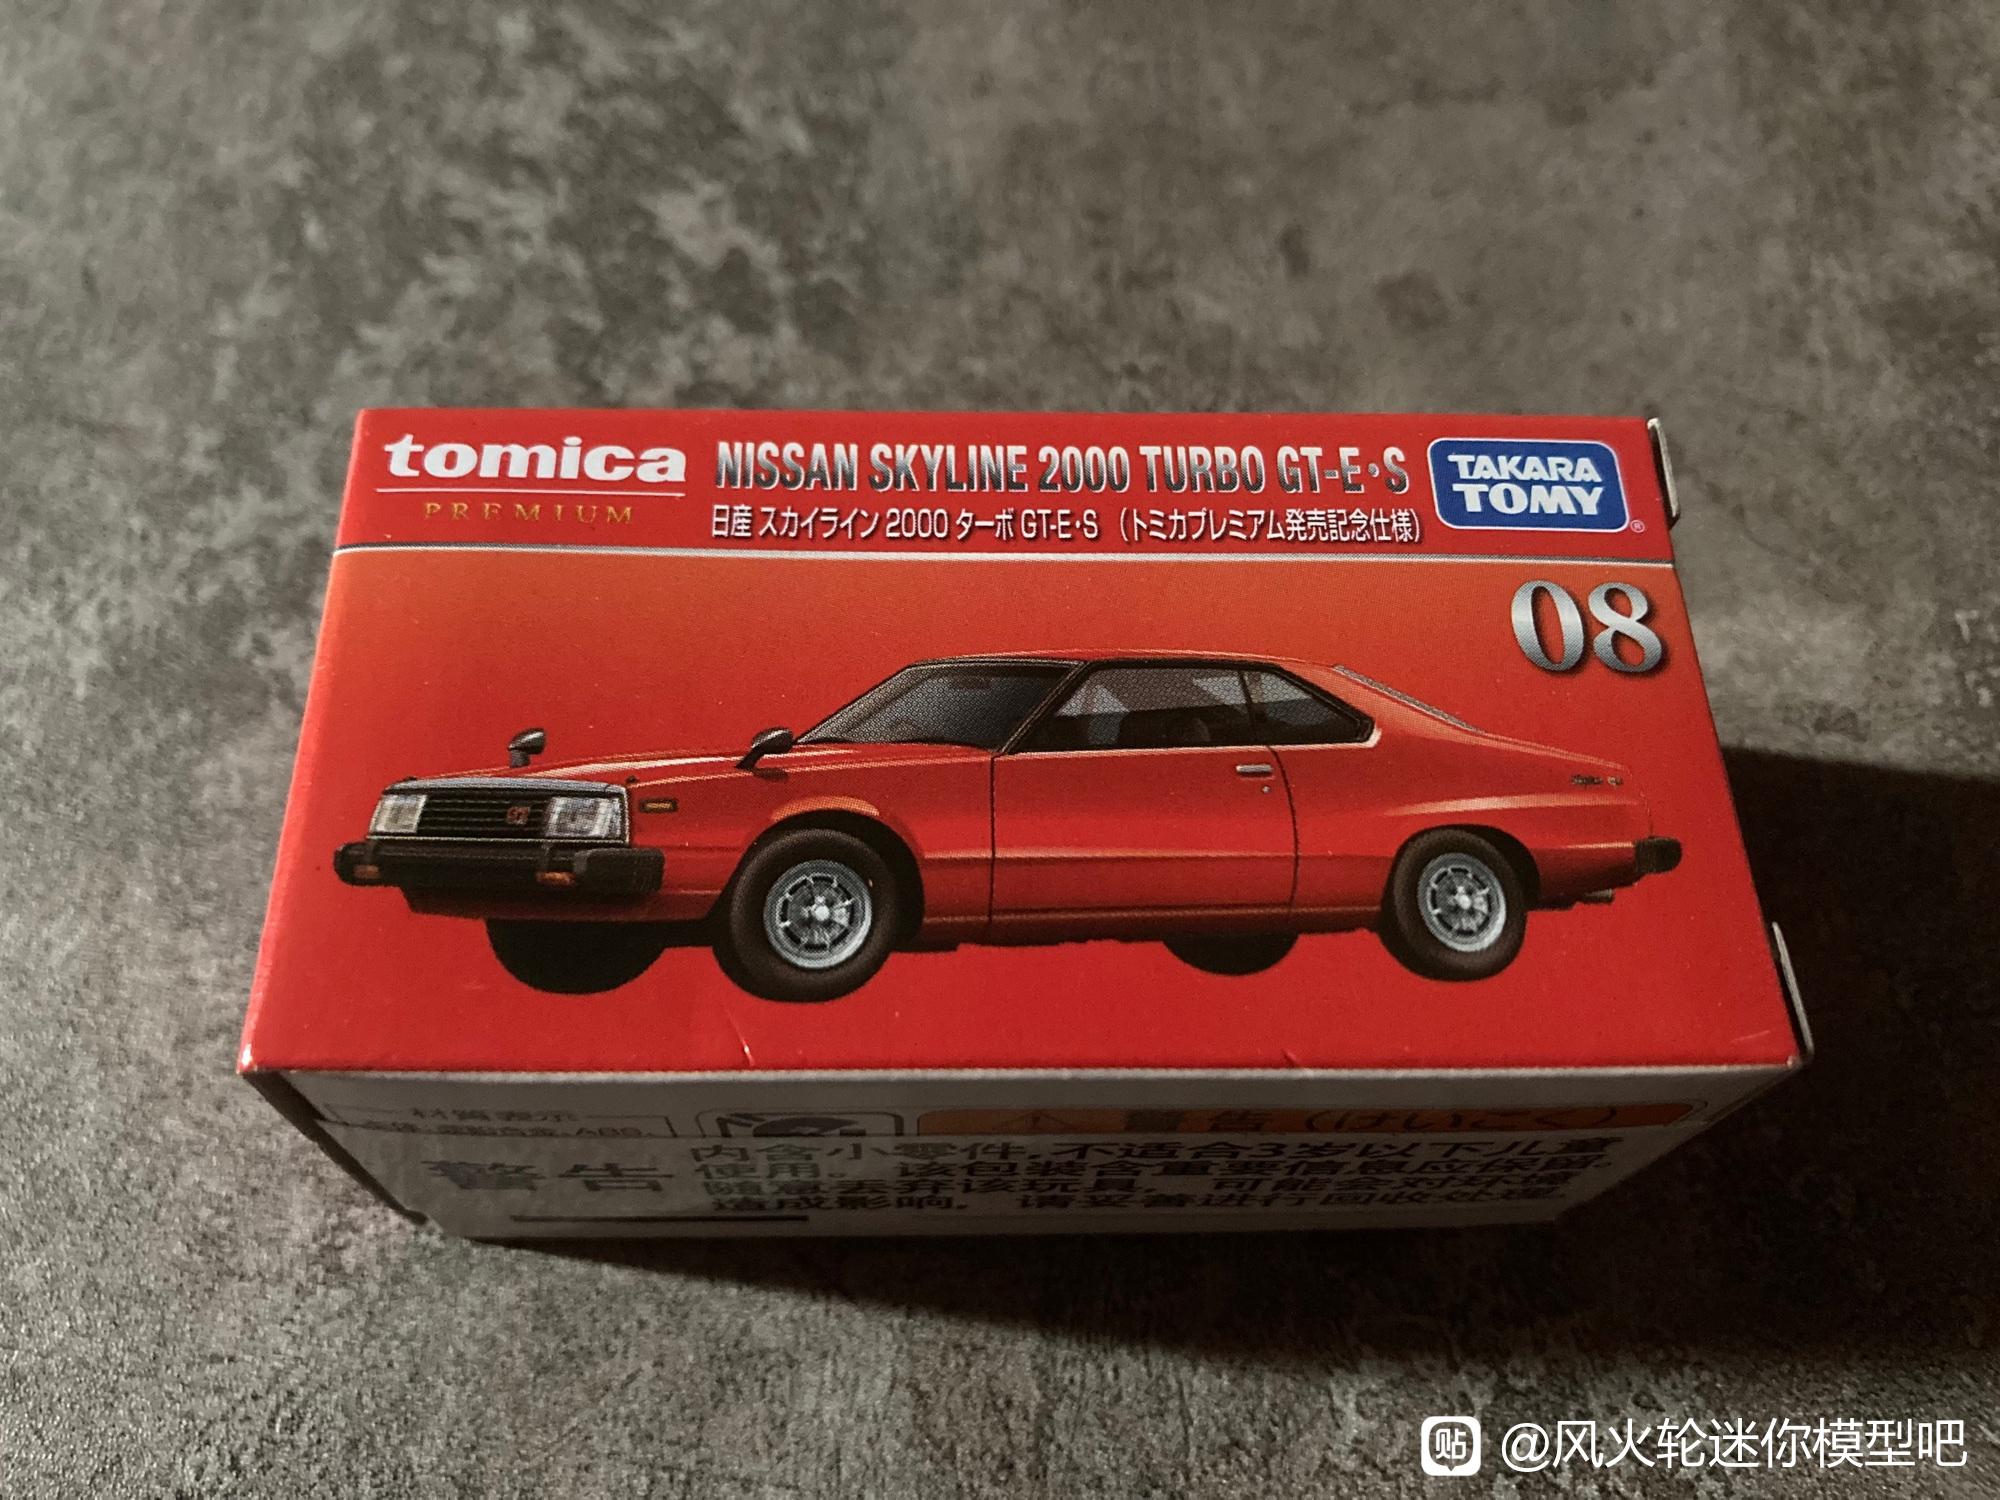 tomica
PREMIUM
NISSAN SKYLINE 2000 TURBO GT-E・S
日産 スカイライン 2000 ターボ GT-E・S （トミカプレミアム発売記念仕様）
TAKARA
TOMY
®
08
材質表示
警告（けいこく）
警告
内含小零件,不适合3岁以下儿童
使用。该包装含重要信息应保留。
随意丢弃该玩具，可能会对环境
造成影响，请妥善进行回收处理。
贴 @风火轮迷你模型吧